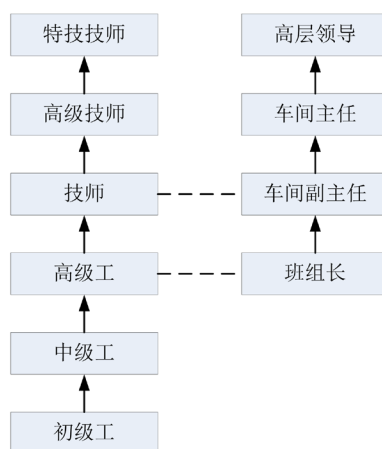 特技技师
高层领导
高级技师
车间主任
技师
车间副主任
高级工
班组长
中级工
初级工